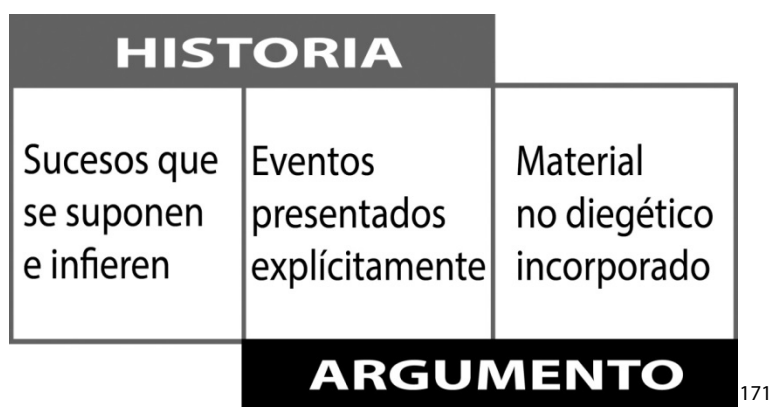 HISTORIA
Sucesos que
se suponen
e infieren
Eventos
presentados
explícitamente
Material
no diegético
incorporado
ARGUMENTO
171